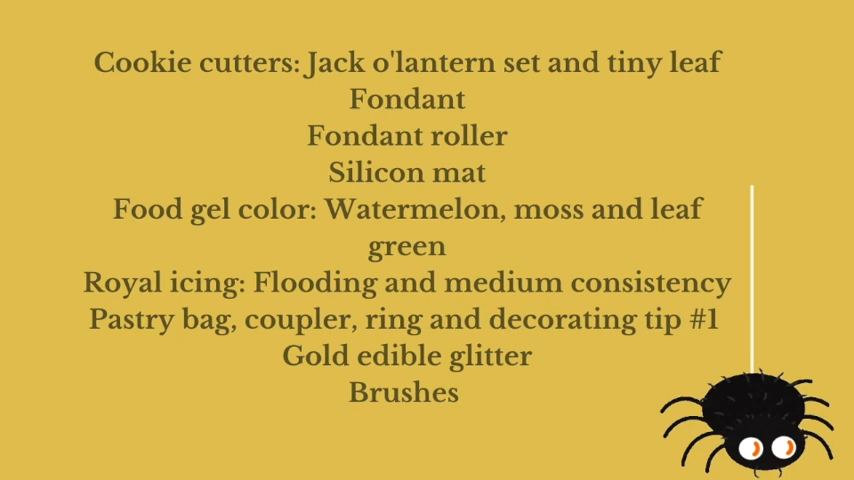 Cookie cutters: Jack o'lantern set and tiny leaf
Fondant
Fondant roller
Silicon mat
Food gel color: Watermelon, moss and leaf
green
Royal icing: Flooding and medium consistency
Pastry bag, coupler, ring and decorating tip #1
Gold edible glitter
Brushes